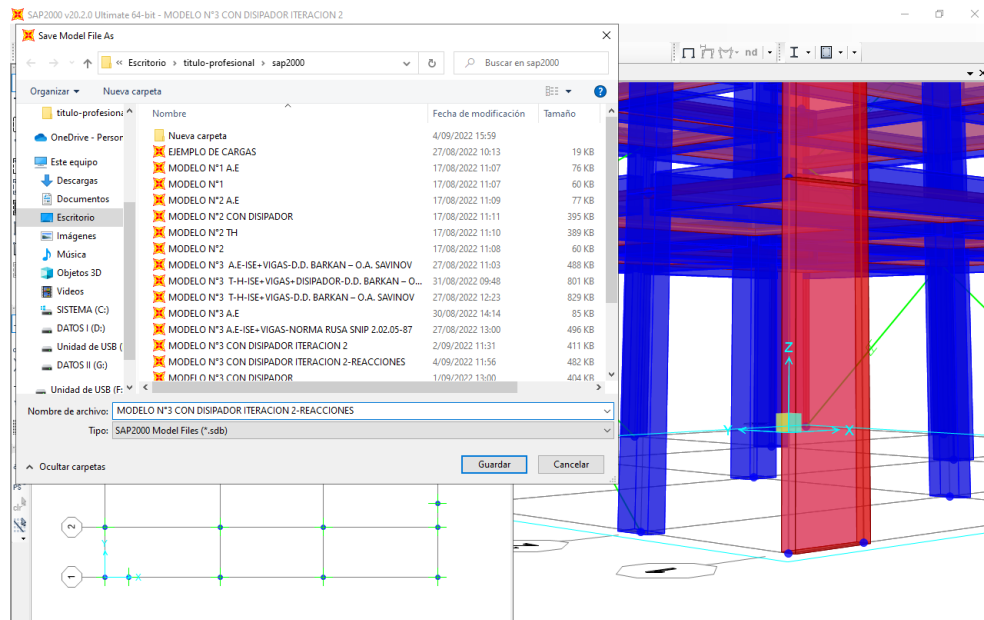 SAP2000 v20.2.0 Ultimate 64-bit - MODELO N°3 CON DISIPADOR ITERACION 2
Save Model File As
« Escritorio › titulo-profesional › sap2000
Buscar en sap2000
Organizar
Nueva carpeta
nd
titulo-profesiona
OneDrive - Person
Este equipo
Descargas
Documentos
Escritorio
Imágenes
Música
Objetos 3D
Videos
SISTEMA (C:)
DATOS I (D:)
Unidad de USB (
DATOS II (G:)
Unidad de USB (F:
Nombre Fecha de modificación Tamaño
Nueva carpeta 4/09/2022 15:59
EJEMPLO DE CARGAS 27/08/2022 10:13 19 KB
MODELO N°1 A.E 17/08/2022 11:07 76 KB
MODELO N°1 17/08/2022 11:07 60 KB
MODELO N°2 A.E 17/08/2022 11:09 77 KB
MODELO N°2 CON DISIPADOR 17/08/2022 11:11 395 KB
MODELO N°2 TH 17/08/2022 11:10 389 KB
MODELO N°2 17/08/2022 11:08 60 KB
MODELO N°3 A.E-ISE+VIGAS-D.D. BARKAN – O.A. SAVINOV 27/08/2022 11:03 488 KB
MODELO N°3 T-H-ISE+VIGAS+DISIPADOR-D.D. BARKAN – O... 31/08/2022 09:48 801 KB
MODELO N°3 T-H-ISE+VIGAS-D.D. BARKAN – O.A. SAVINOV 27/08/2022 12:23 829 KB
MODELO N°3 A.E 30/08/2022 14:14 85 KB
MODELO N°3 A.E-ISE+VIGAS-NORMA RUSA SNIP 2.02.05-87 27/08/2022 13:00 496 KB
MODELO N°3 CON DISIPADOR ITERACION 2 2/09/2022 11:31 411 KB
MODELO N°3 CON DISIPADOR ITERACION 2-REACCIONES 4/09/2022 11:56 482 KB
MODELO N°3 CON DISIPADOR 1/09/2022 13:00 404 KB
Nombre de archivo: MODELO N°3 CON DISIPADOR ITERACION 2-REACCIONES
Tipo: SAP2000 Model Files (*.sdb)
Ocultar carpetas
Guardar
Cancelar
PS
clr
2
Y
1
X
Z
Y
X
1